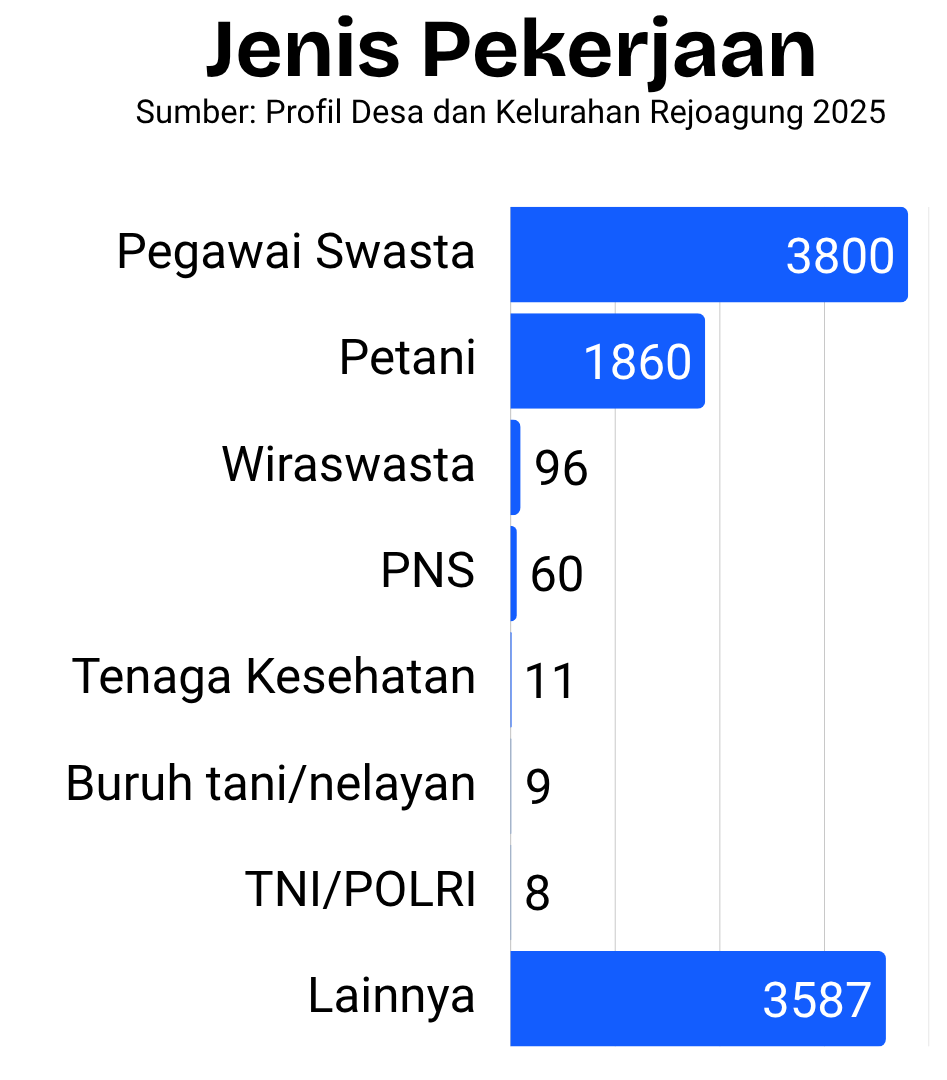 Jenis Pekerjaan
Sumber: Profil Desa dan Kelurahan Rejoagung 2025
Pegawai Swasta 3800
Petani 1860
Wiraswasta 96
PNS 60
Tenaga Kesehatan 11
Buruh tani/nelayan 9
TNI/POLRI 8
Lainnya 3587